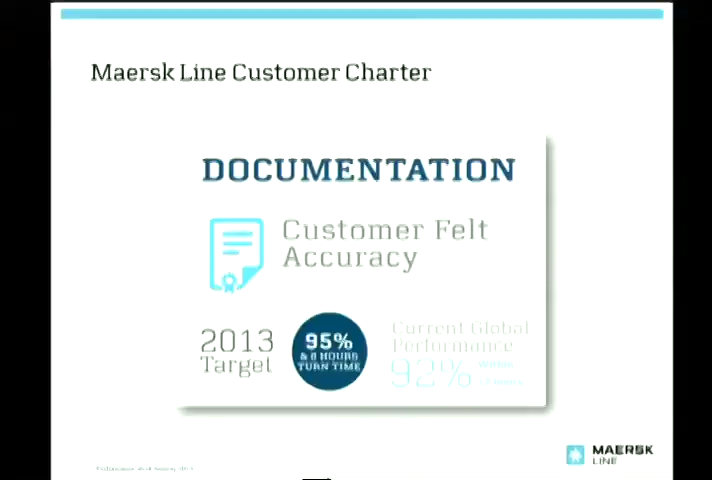 Maersk Line Customer Charter
DOCUMENTATION
Customer Felt
Accuracy
2013
Target
95%
& 8 HOURS
TURN TIME
Current Global
Performance
92%
MAERSK
LINE